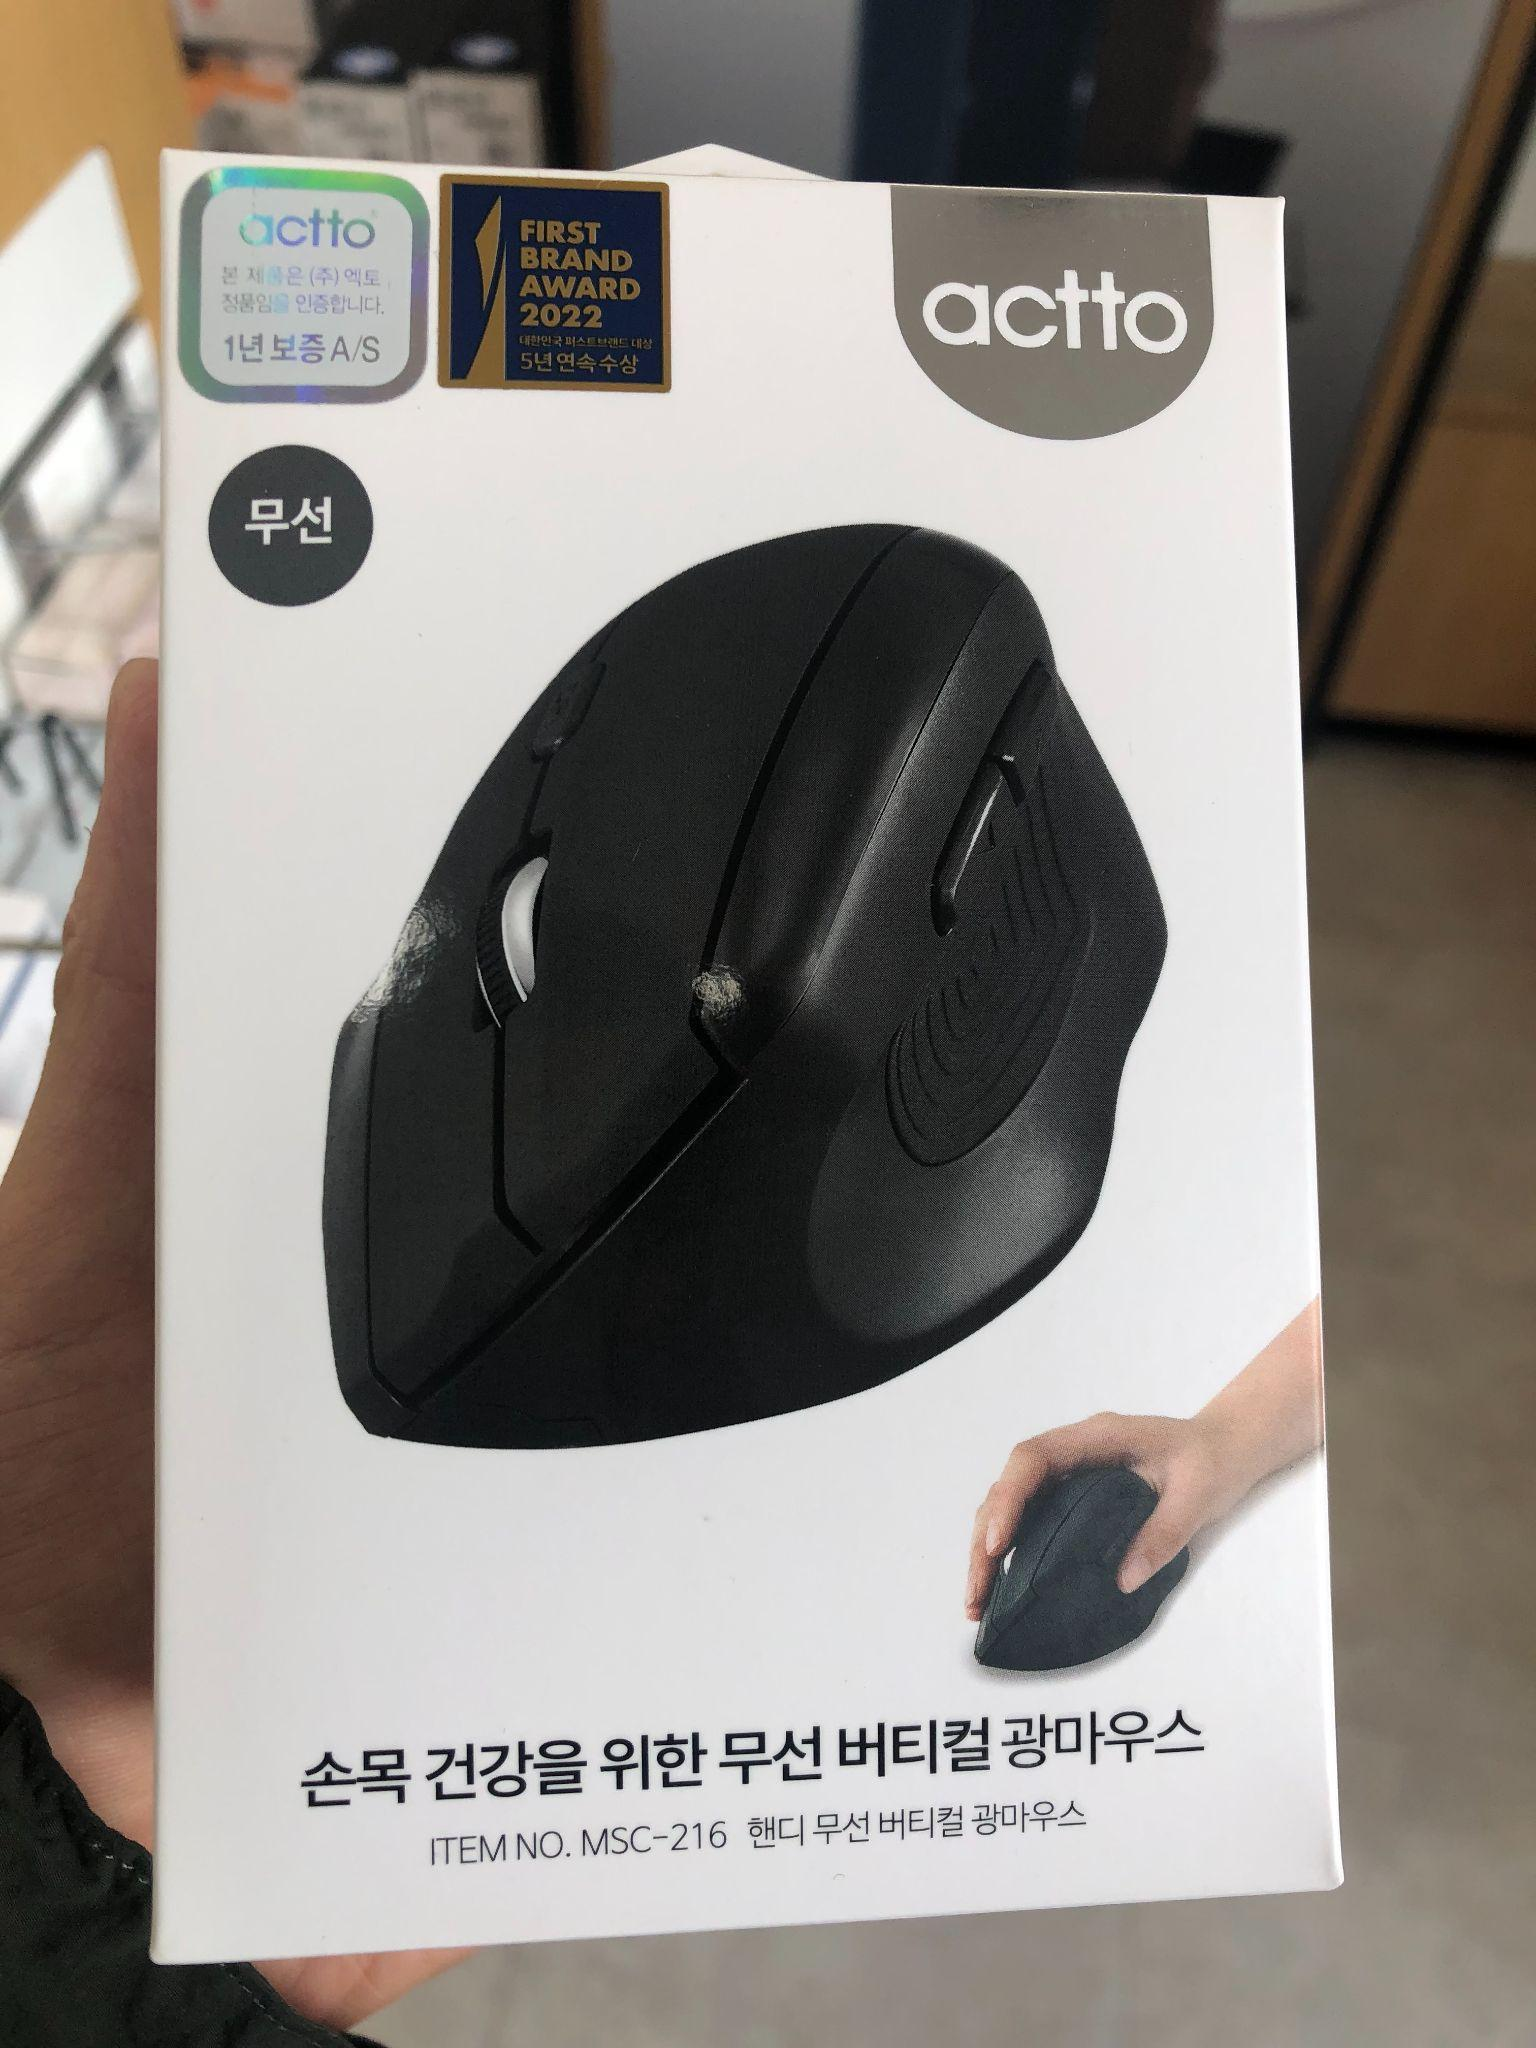 actto
본 제품은 (주) 엑토
정품임을 인증합니다.
1년 보증 A/S
FIRST
BRAND
AWARD
2022
대한민국 퍼스트브랜드 대상
5년 연속 수상
actto
무선
손목 건강을 위한 무선 버티컬 광마우스
ITEM NO. MSC-216 핸디 무선 버티컬 광마우스